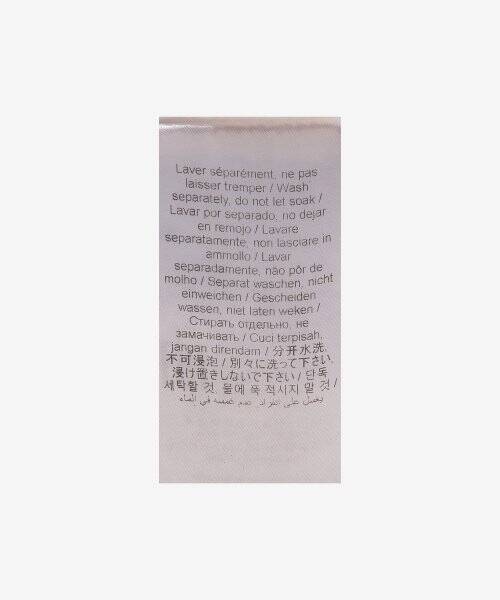 Laver séparément, ne pas
laisser tremper / Wash
separately, do not let soak /
Lavar por separado, no dejar
en remojo / Lavare
separatamente, non lasciare in
ammollo / Lavar
separadamente, não pôr de
molho / Separat waschen, nicht
einweichen / Gescheiden
wassen, niet laten weken /
Стирать отдельно, не
замачивать / Cuci terpisah,
jangan direndam / 分开水洗,
不可浸泡 / 別々に洗って下さい.
浸け置きしないで下さい / 단독
세탁할 것. 물에 푹 적시지 말 것 /
يغسل على انفراد, عدم غمسه في الماء